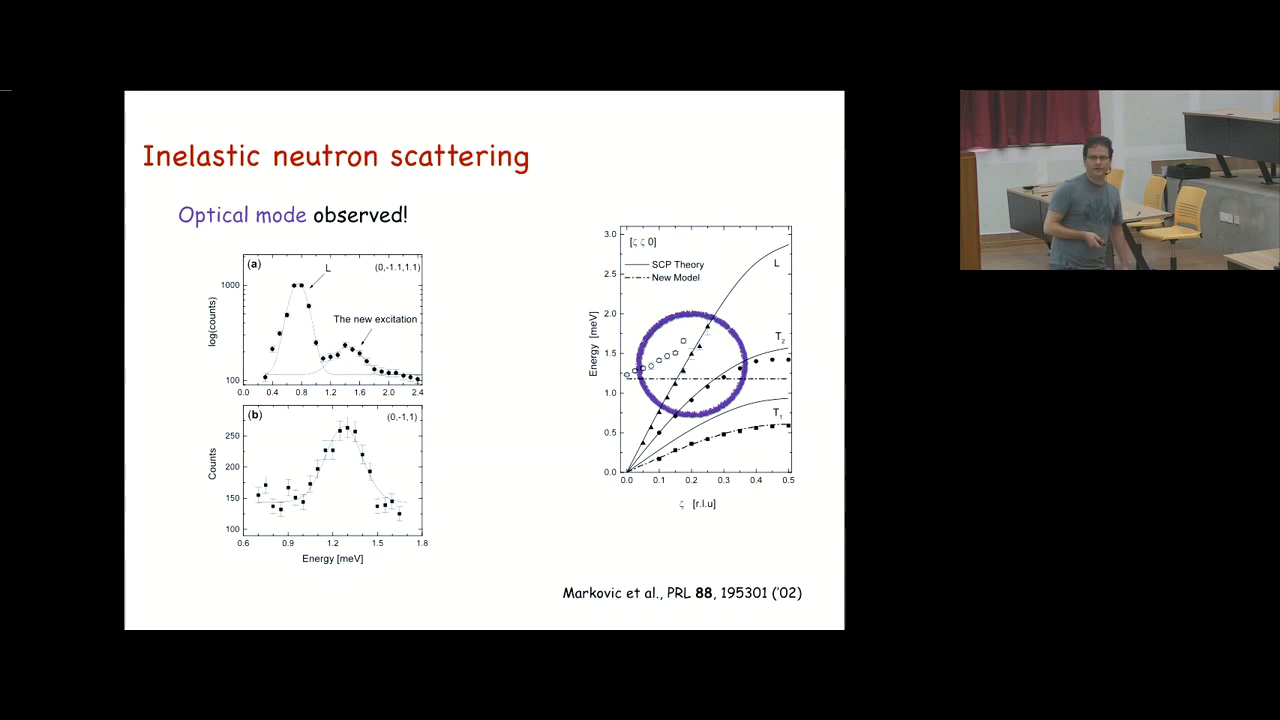 Inelastic neutron scattering
Optical mode observed!
(a)
L
(0,-1.1,1.1)
The new excitation
log(counts)
1000
100
0.0 0.4 0.8 1.2 1.6 2.0 2.4
(b)
(0,-1,1)
Counts
250
200
150
100
0.6 0.9 1.2 1.5 1.8
Energy [meV]
[ζ ζ 0]
SCP Theory
New Model
L
T2
T1
Energy [meV]
3.0
2.5
2.0
1.5
1.0
0.5
0.0
0.0 0.1 0.2 0.3 0.4 0.5
ζ [r.l.u]
Markovic et al., PRL 88, 195301 ('02)